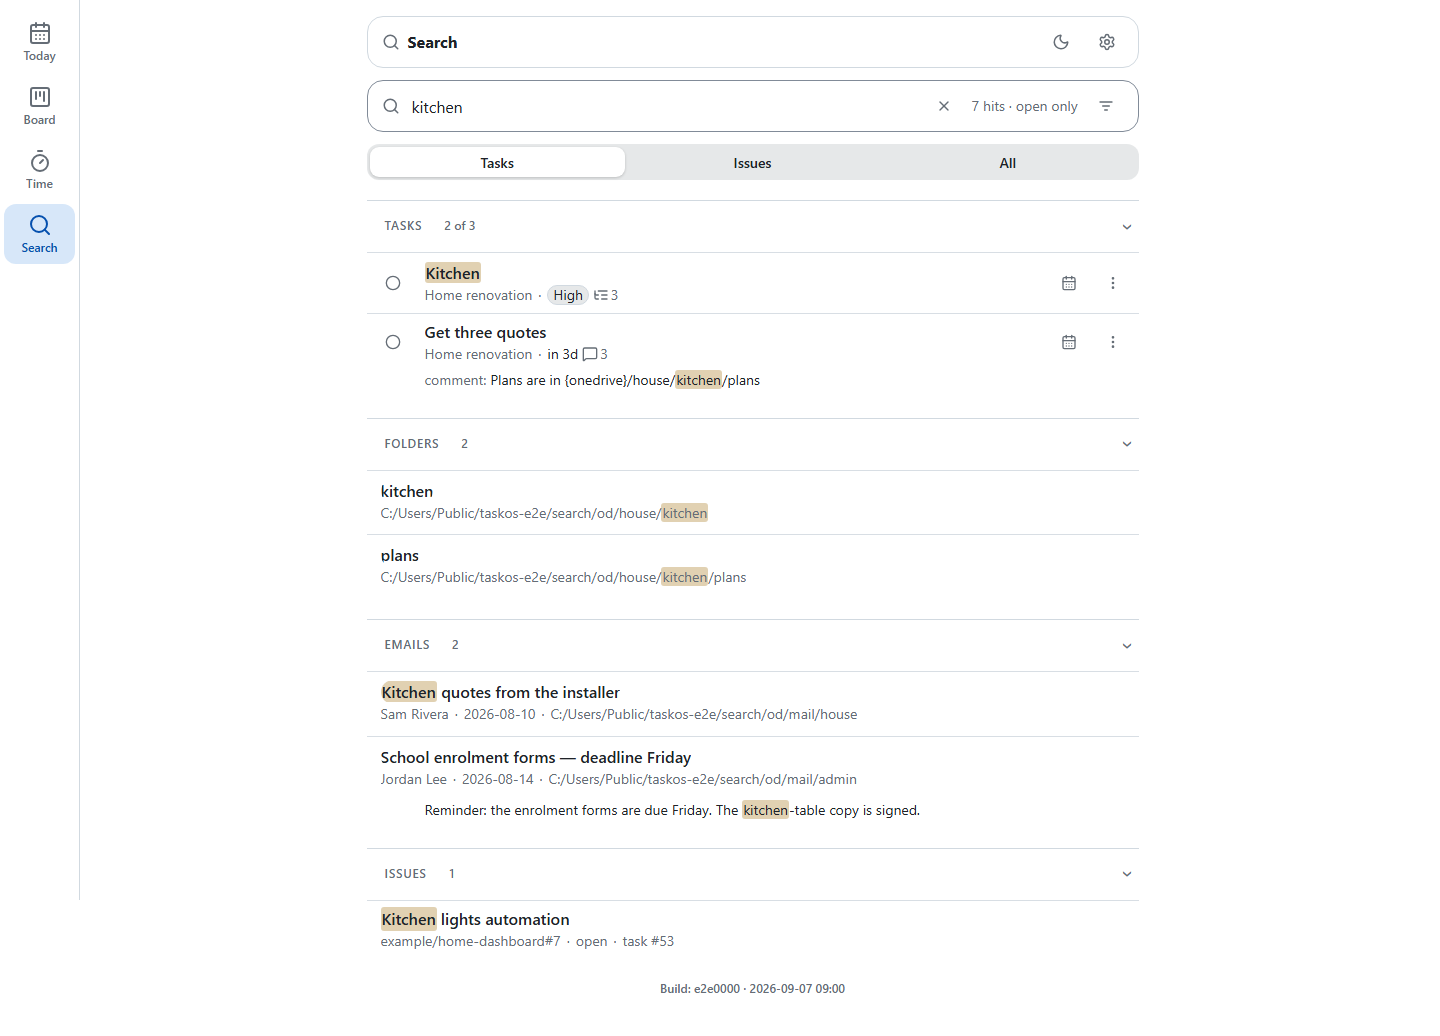 Today
Board
Time
Search
Search
kitchen
7 hits · open only
Tasks
Issues
All
TASKS 2 of 3
Kitchen
Home renovation · High 3
Get three quotes
Home renovation · in 3d 3
comment: Plans are in {onedrive}/house/kitchen/plans
FOLDERS 2
kitchen
C:/Users/Public/taskos-e2e/search/od/house/kitchen
plans
C:/Users/Public/taskos-e2e/search/od/house/kitchen/plans
EMAILS 2
Kitchen quotes from the installer
Sam Rivera · 2026-08-10 · C:/Users/Public/taskos-e2e/search/od/mail/house
School enrolment forms — deadline Friday
Jordan Lee · 2026-08-14 · C:/Users/Public/taskos-e2e/search/od/mail/admin
Reminder: the enrolment forms are due Friday. The kitchen-table copy is signed.
ISSUES 1
Kitchen lights automation
example/home-dashboard#7 · open · task #53
Build: e2e0000 · 2026-09-07 09:00